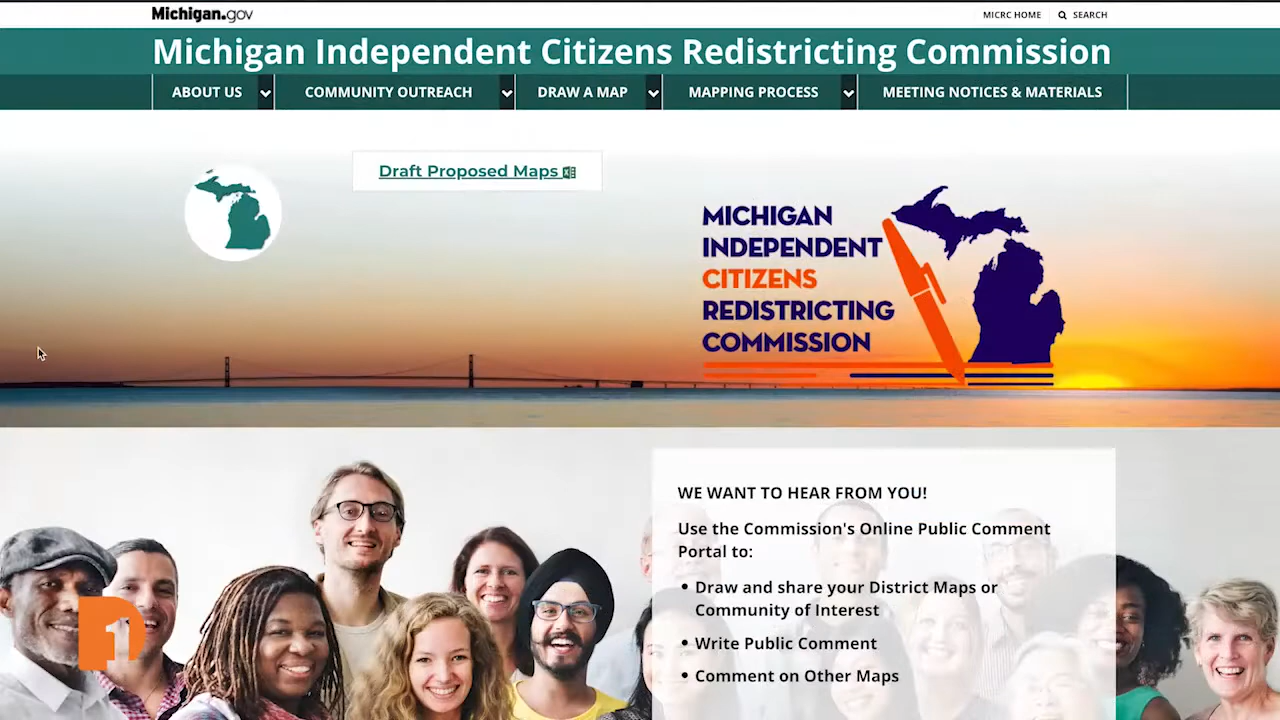 Michigan.gov
MICRC HOME
SEARCH
Michigan Independent Citizens Redistricting Commission
ABOUT US
COMMUNITY OUTREACH
DRAW A MAP
MAPPING PROCESS
MEETING NOTICES & MATERIALS
Draft Proposed Maps
MICHIGAN
INDEPENDENT
CITIZENS
REDISTRICTING
COMMISSION
WE WANT TO HEAR FROM YOU!
Use the Commission's Online Public Comment
Portal to:
• Draw and share your District Maps or
Community of Interest
• Write Public Comment
• Comment on Other Maps
1